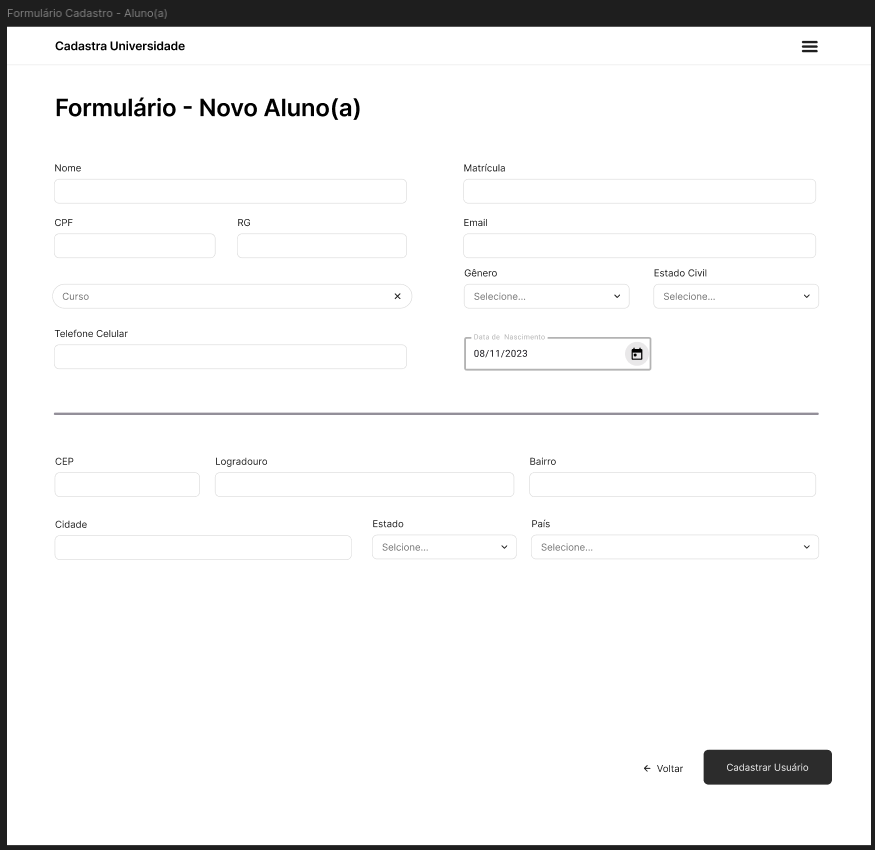 Formulário Cadastro - Aluno(a)
Cadastra Universidade
Formulário - Novo Aluno(a)
Nome
Matrícula
CPF
RG
Email
Gênero
Estado Civil
Curso
Selecione...
Selecione...
Telefone Celular
Data de Nascimento
08/11/2023
CEP
Logradouro
Bairro
Cidade
Estado
País
Selcione...
Selecione...
Voltar
Cadastrar Usuário